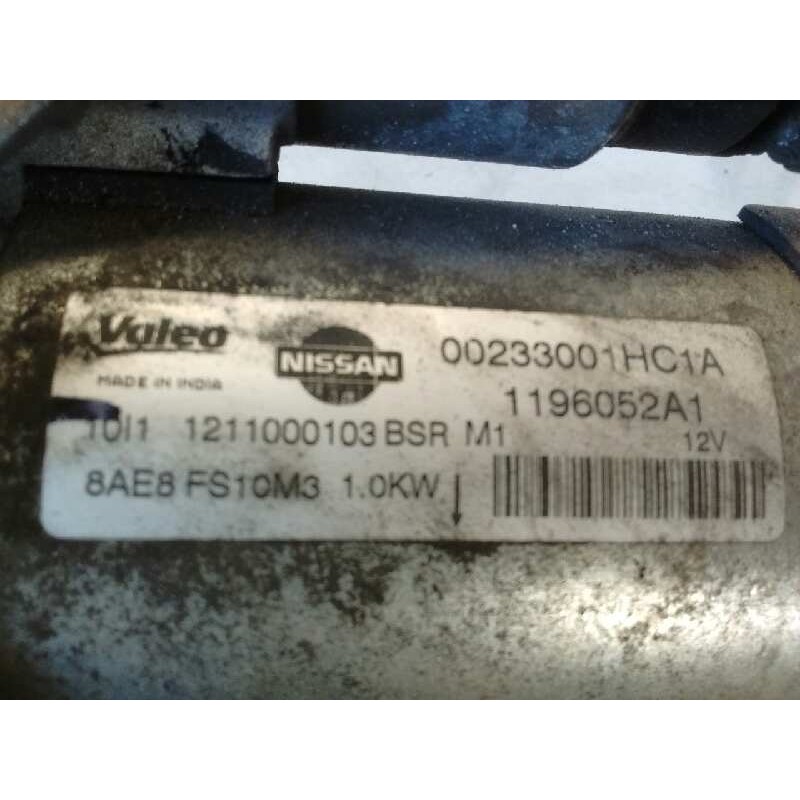 Valeo
MADE IN INDIA
NISSAN
00233001HC1A
1196052A1
10I1 1211000103 BSR M1
12V
8AE8 FS10M3 1.0KW